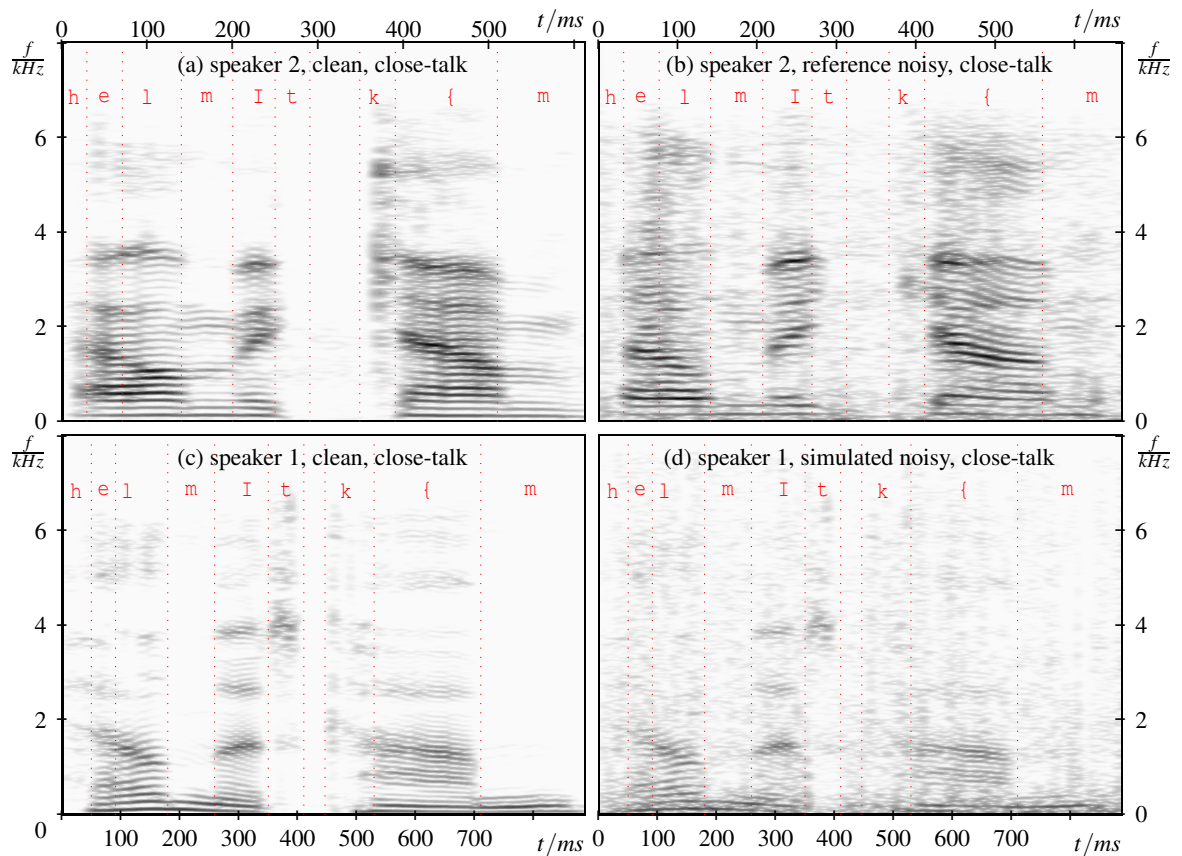 0 100 200 300 400 500 t/ms
0 100 200 300 400 500 t/ms
f/kHz
(a) speaker 2, clean, close-talk
(b) speaker 2, reference noisy, close-talk
f/kHz
h e l m I t k { m
h e l m I t k { m
6
6
4
4
2
2
0
0
f/kHz
(c) speaker 1, clean, close-talk
(d) speaker 1, simulated noisy, close-talk
f/kHz
h e l m I t k { m
h e l m I t k { m
6
6
4
4
2
2
0
0
0 100 200 300 400 500 600 700 t/ms
0 100 200 300 400 500 600 700 t/ms